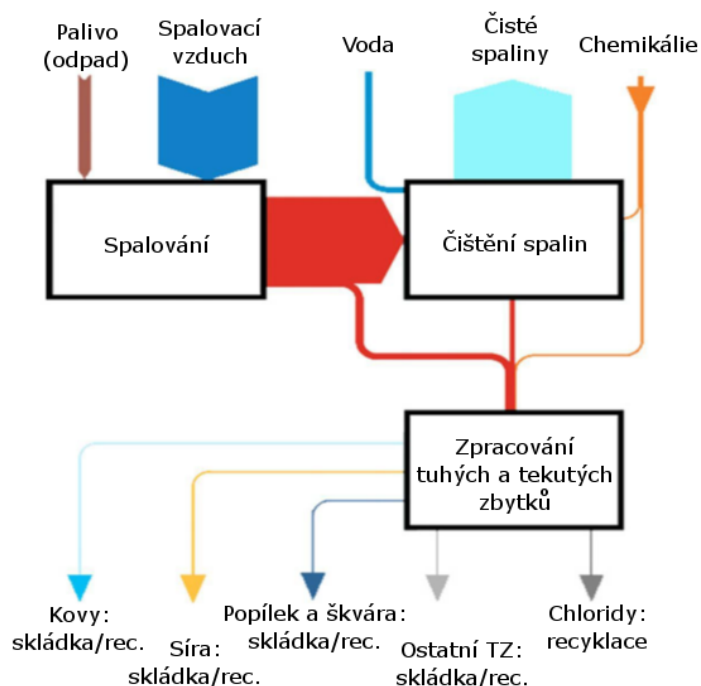 Palivo
(odpad)
Spalovací
vzduch
Voda
Čisté
spaliny
Chemikálie
Spalování
Čištění spalin
Zpracování
tuhých a tekutých
zbytků
Kovy:
skládka/rec.
Síra:
skládka/rec.
Popílek a škvára:
skládka/rec.
Ostatní TZ:
skládka/rec.
Chloridy:
recyklace